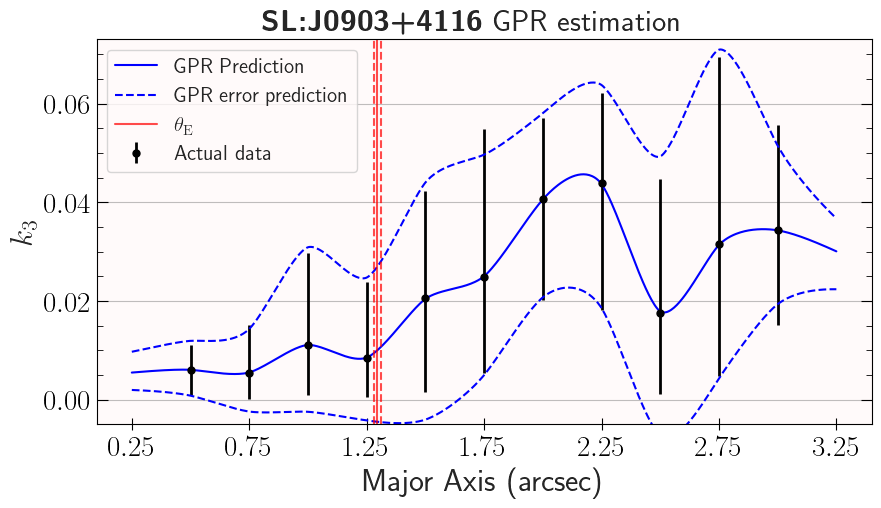 SL:J0903+4116 GPR estimation
GPR Prediction
GPR error prediction
θE
Actual data
0.06
0.04
0.02
0.00
k3
0.25 0.75 1.25 1.75 2.25 2.75 3.25
Major Axis (arcsec)